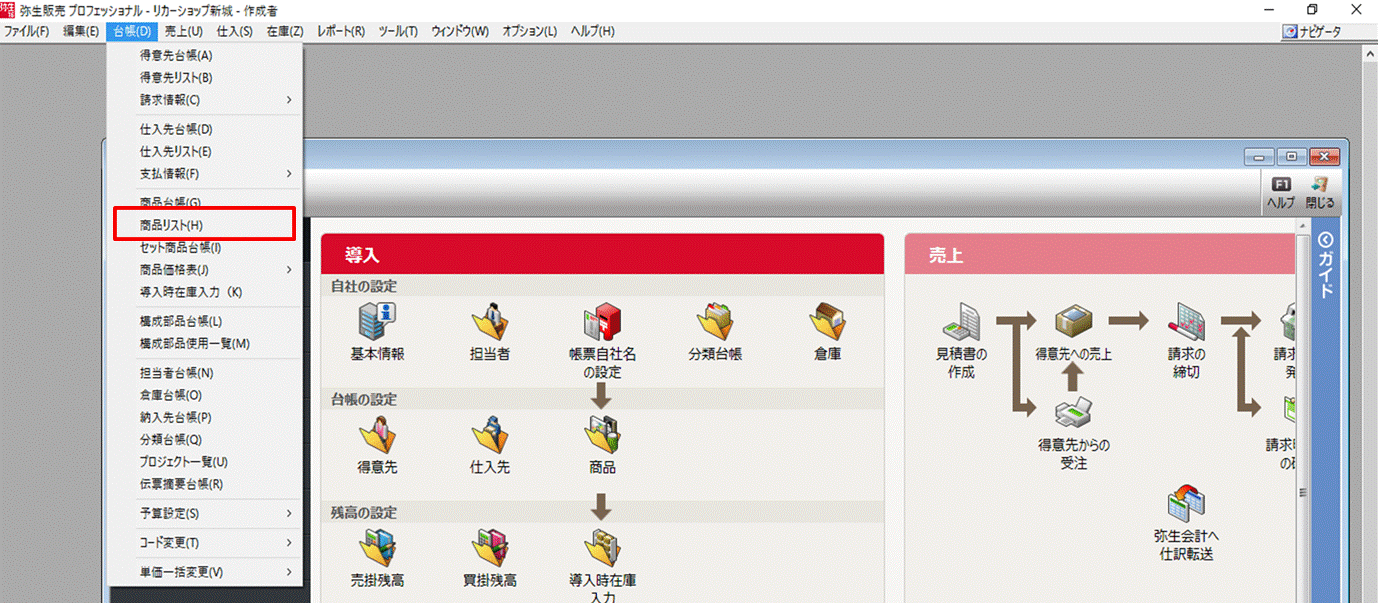 弥生販売 プロフェッショナル - リカーショップ新城 - 作成者
ファイル(F) 編集(E) 台帳(D) 売上(U) 仕入(S) 在庫(Z) レポート(R) ツール(T) ウィンドウ(W) オプション(L) ヘルプ(H) ナビゲータ
得意先台帳(A)
得意先リスト(B)
請求情報(C)
仕入先台帳(D)
仕入先リスト(E)
支払情報(F)
商品台帳(G)
商品リスト(H)
セット商品台帳(I)
商品価格表(J)
導入時在庫入力 (K)
構成部品台帳(L)
構成部品使用一覧(M)
担当者台帳(N)
倉庫台帳(O)
納入先台帳(P)
分類台帳(Q)
プロジェクト一覧(U)
伝票摘要台帳(R)
予算設定(S)
コード変更(T)
単価一括変更(V)
F1
ヘルプ 閉じる
ガイド
導入
自社の設定
基本情報 担当者 帳票自社名
の設定 分類台帳 倉庫
台帳の設定
得意先 仕入先 商品
残高の設定
売掛残高 買掛残高 導入時在庫
入力
売上
見積書の
作成
得意先への売上
請求の
締切
得意先からの
受注
弥生会計へ
仕訳転送